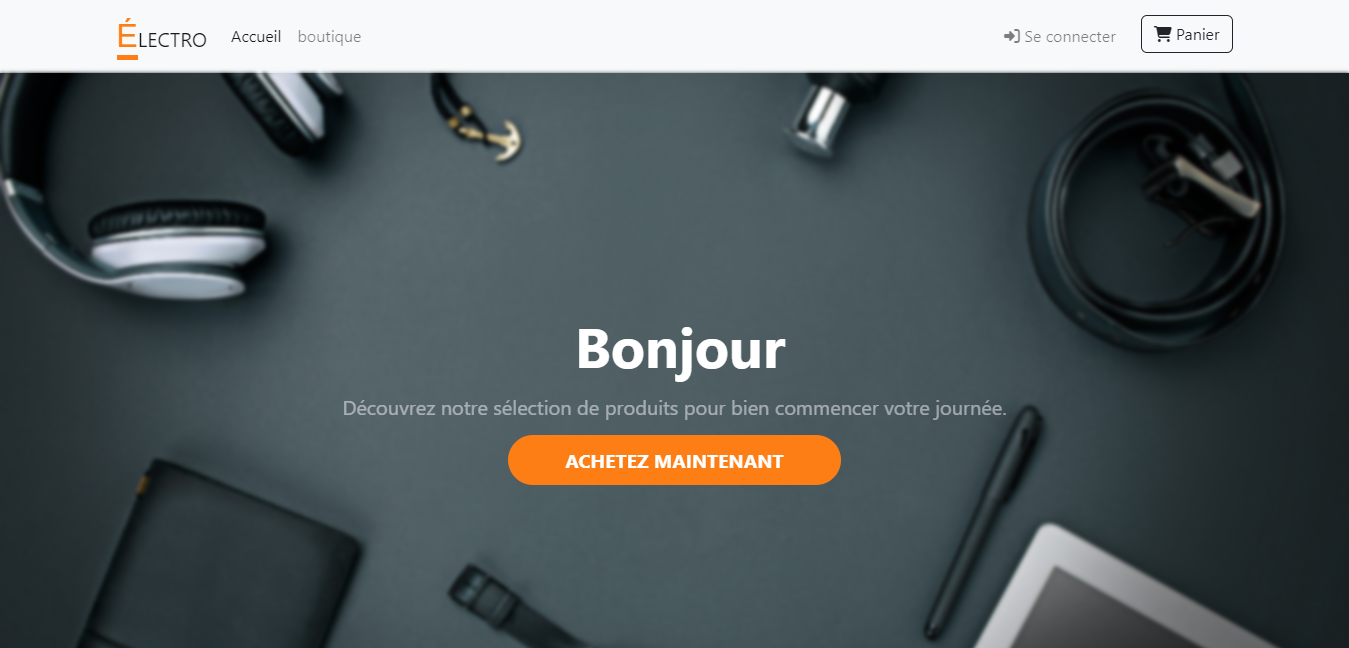 ÉLECTRO Accueil boutique Se connecter Panier
Bonjour
Découvrez notre sélection de produits pour bien commencer votre journée.
ACHETEZ MAINTENANT